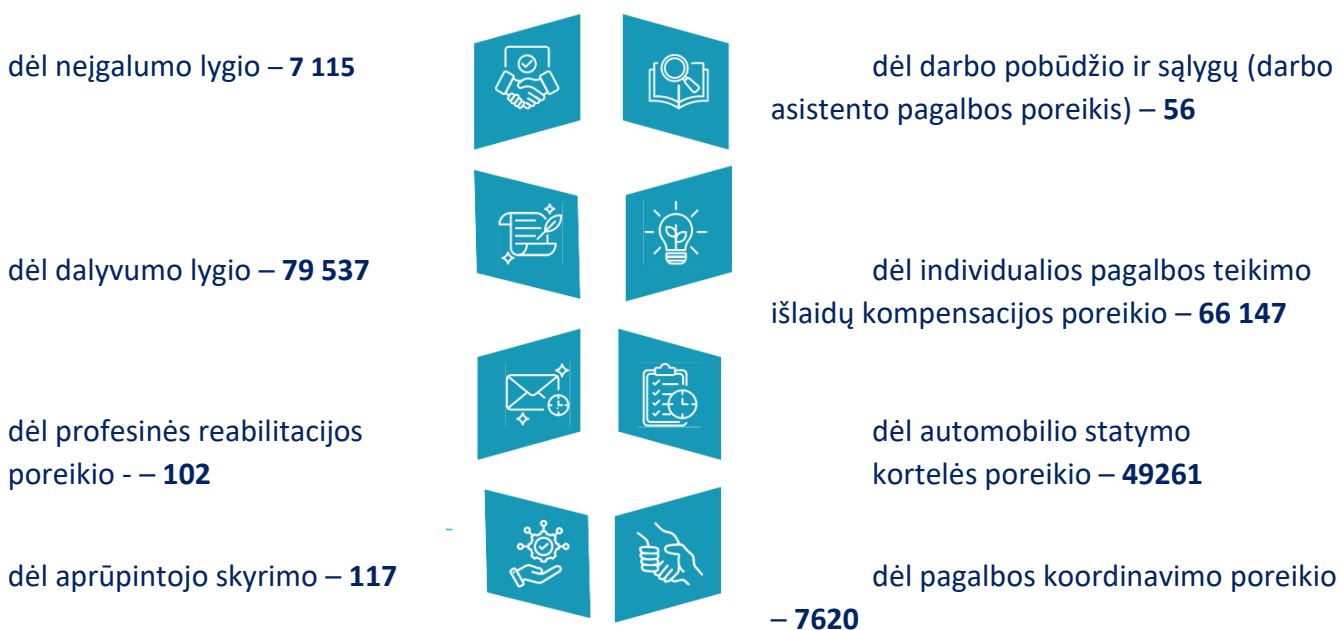 dėl neįgalumo lygio – 7 115
dėl darbo pobūdžio ir sąlygų (darbo
asistento pagalbos poreikis) – 56
dėl dalyvumo lygio – 79 537
dėl individualios pagalbos teikimo
išlaidų kompensacijos poreikio – 66 147
dėl profesinės reabilitacijos
poreikio - – 102
dėl automobilio statymo
kortelės poreikio – 49261
dėl aprūpintojo skyrimo – 117
dėl pagalbos koordinavimo poreikio
– 7620